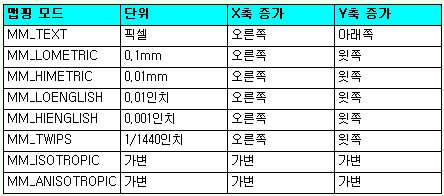 맵핑 모드 단위 X축 증가 Y축 증가
MM_TEXT 픽셀 오른쪽 아래쪽
MM_LOMETRIC 0.1mm 오른쪽 윗쪽
MM_HIMETRIC 0.01mm 오른쪽 윗쪽
MM_LOENGLISH 0.01인치 오른쪽 윗쪽
MM_HIENGLISH 0.001인치 오른쪽 윗쪽
MM_TWIPS 1/1440인치 오른쪽 윗쪽
MM_ISOTROPIC 가변 가변 가변
MM_ANISOTROPIC 가변 가변 가변